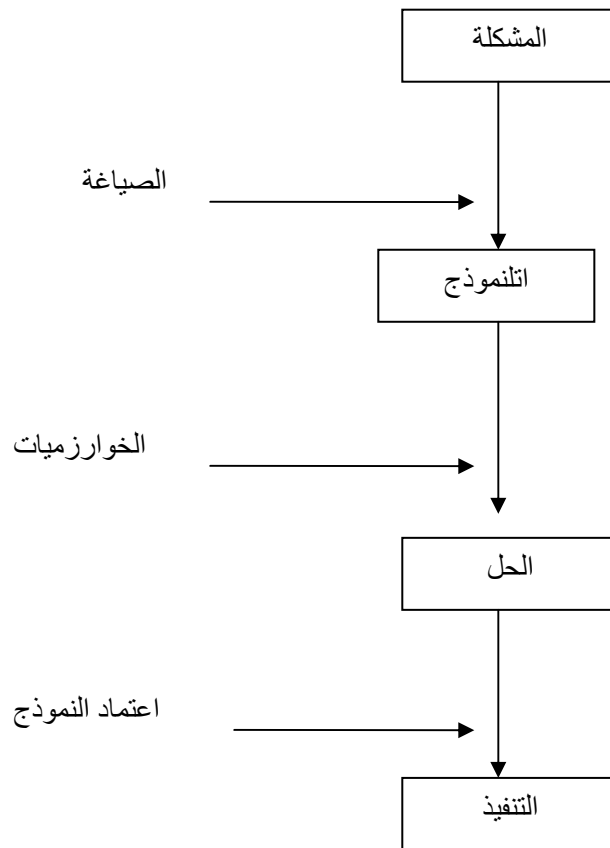 المشكلة
الصياغة
اتلنموذج
الخوارزميات
الحل
اعتماد النموذج
التنفيذ